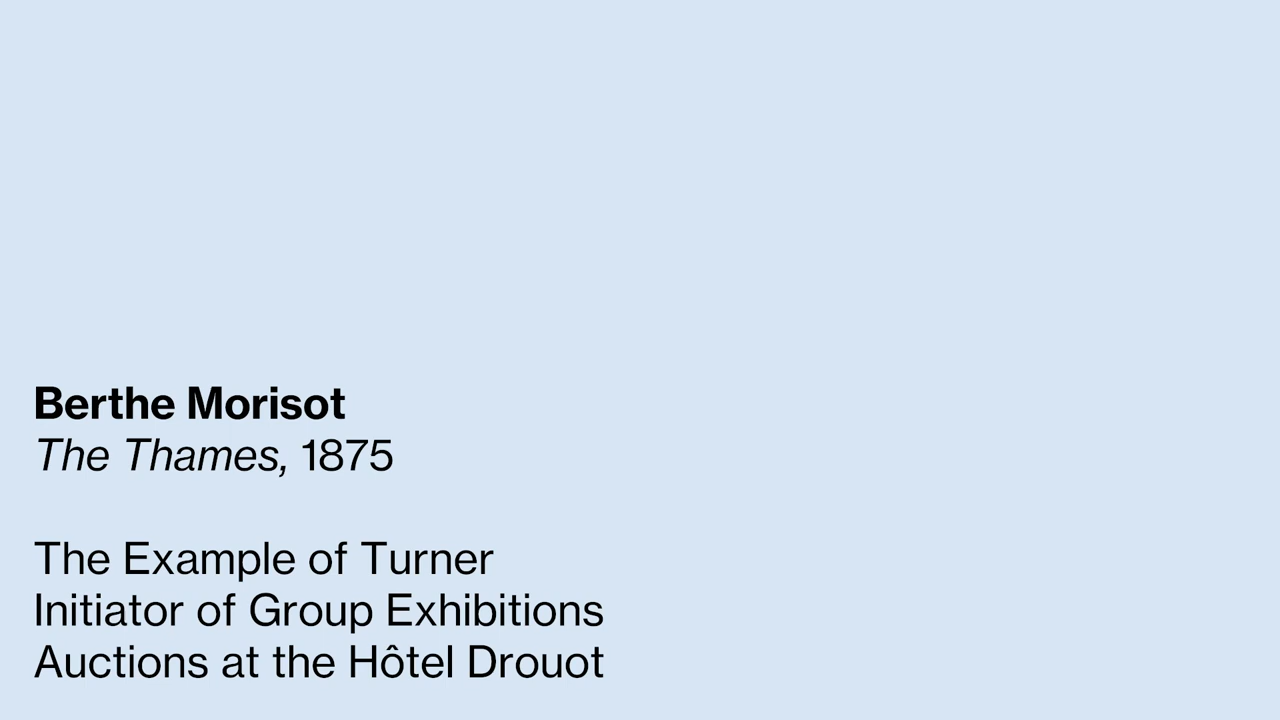 Berthe Morisot
The Thames, 1875
The Example of Turner
Initiator of Group Exhibitions
Auctions at the Hôtel Drouot